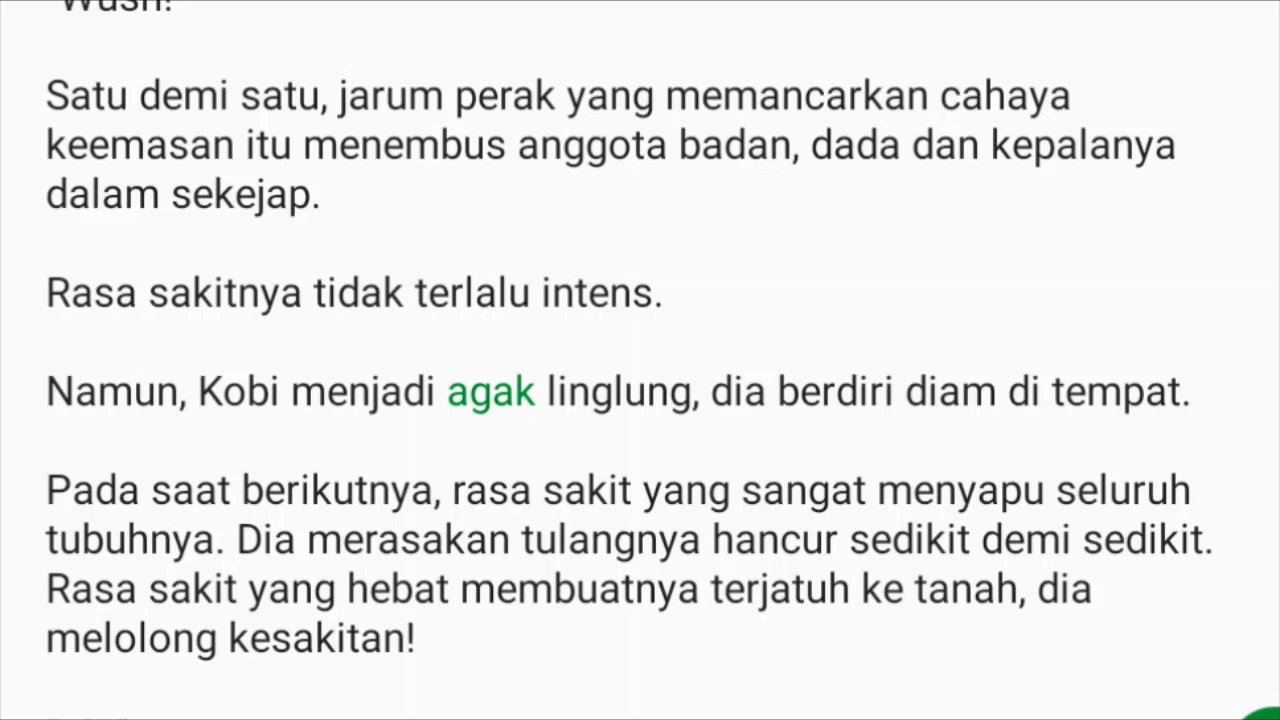 Satu demi satu, jarum perak yang memancarkan cahaya
keemasan itu menembus anggota badan, dada dan kepalanya
dalam sekejap.
Rasa sakitnya tidak terlalu intens.
Namun, Kobi menjadi agak linglung, dia berdiri diam di tempat.
Pada saat berikutnya, rasa sakit yang sangat menyapu seluruh
tubuhnya. Dia merasakan tulangnya hancur sedikit demi sedikit.
Rasa sakit yang hebat membuatnya terjatuh ke tanah, dia
melolong kesakitan!